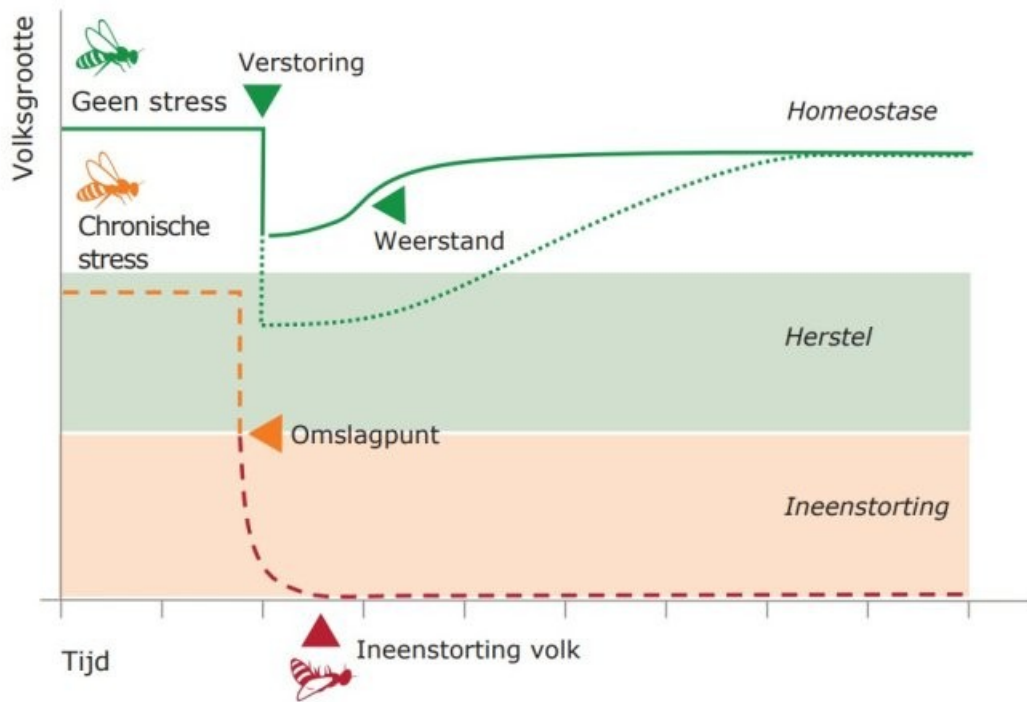 Volksgrootte
Geen stress
Verstoring
Homeostase
Chronische
stress
Weerstand
Herstel
Omslagpunt
Ineenstorting
Tijd
Ineenstorting volk